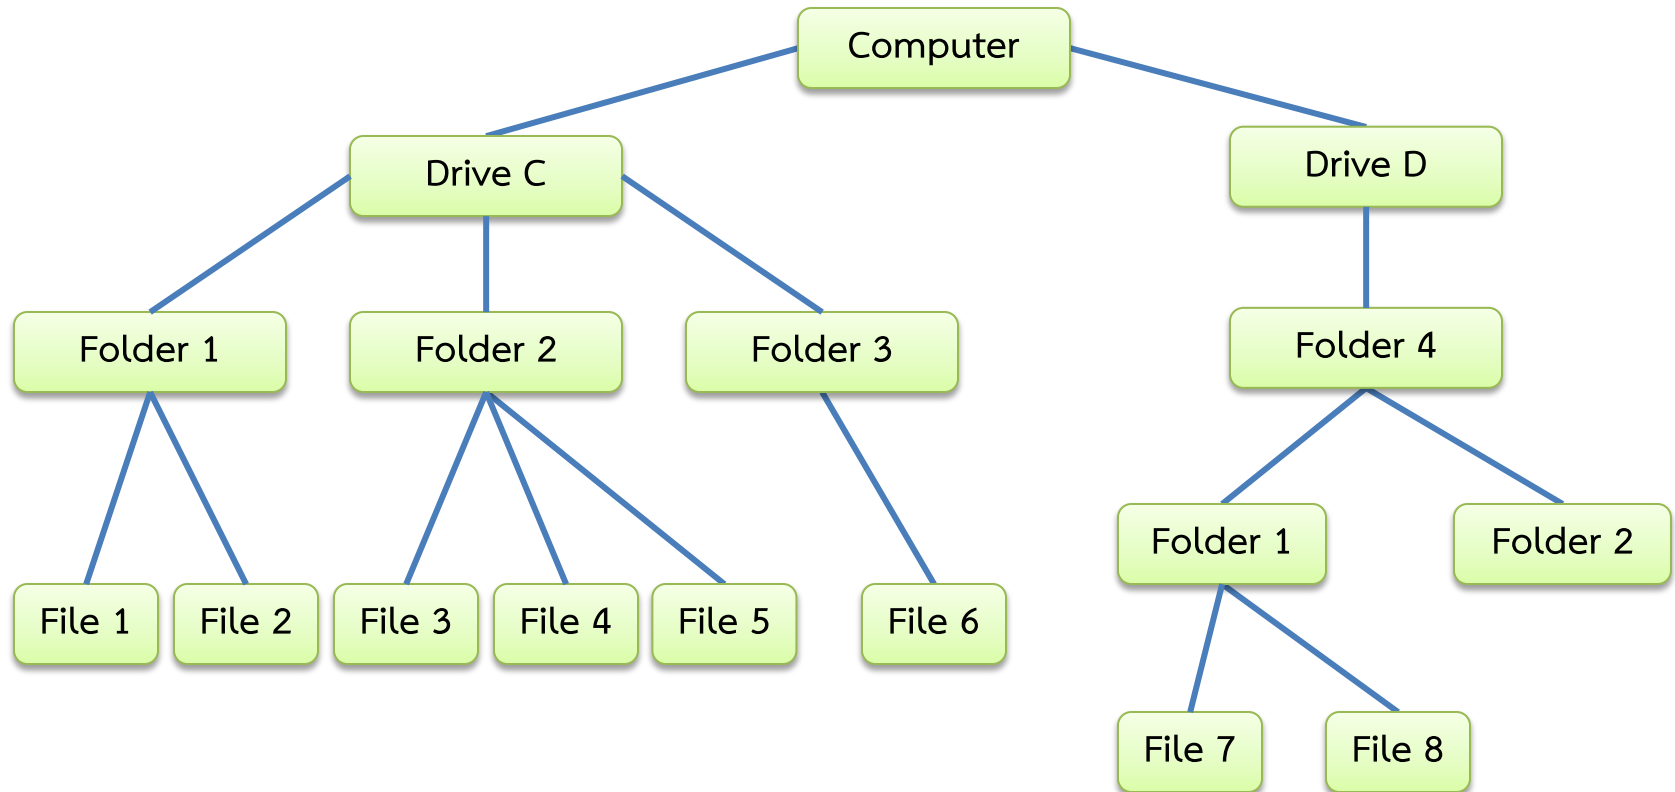 Computer
Drive C
Drive D
Folder 1
Folder 2
Folder 3
Folder 4
Folder 1
Folder 2
File 1
File 2
File 3
File 4
File 5
File 6
File 7
File 8